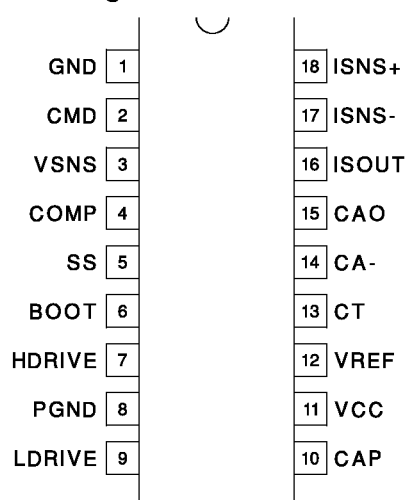 GND 1 18 ISNS+
CMD 2 17 ISNS-
VSNS 3 16 ISOUT
COMP 4 15 CAO
SS 5 14 CA-
BOOT 6 13 CT
HDRIVE 7 12 VREF
PGND 8 11 VCC
LDRIVE 9 10 CAP